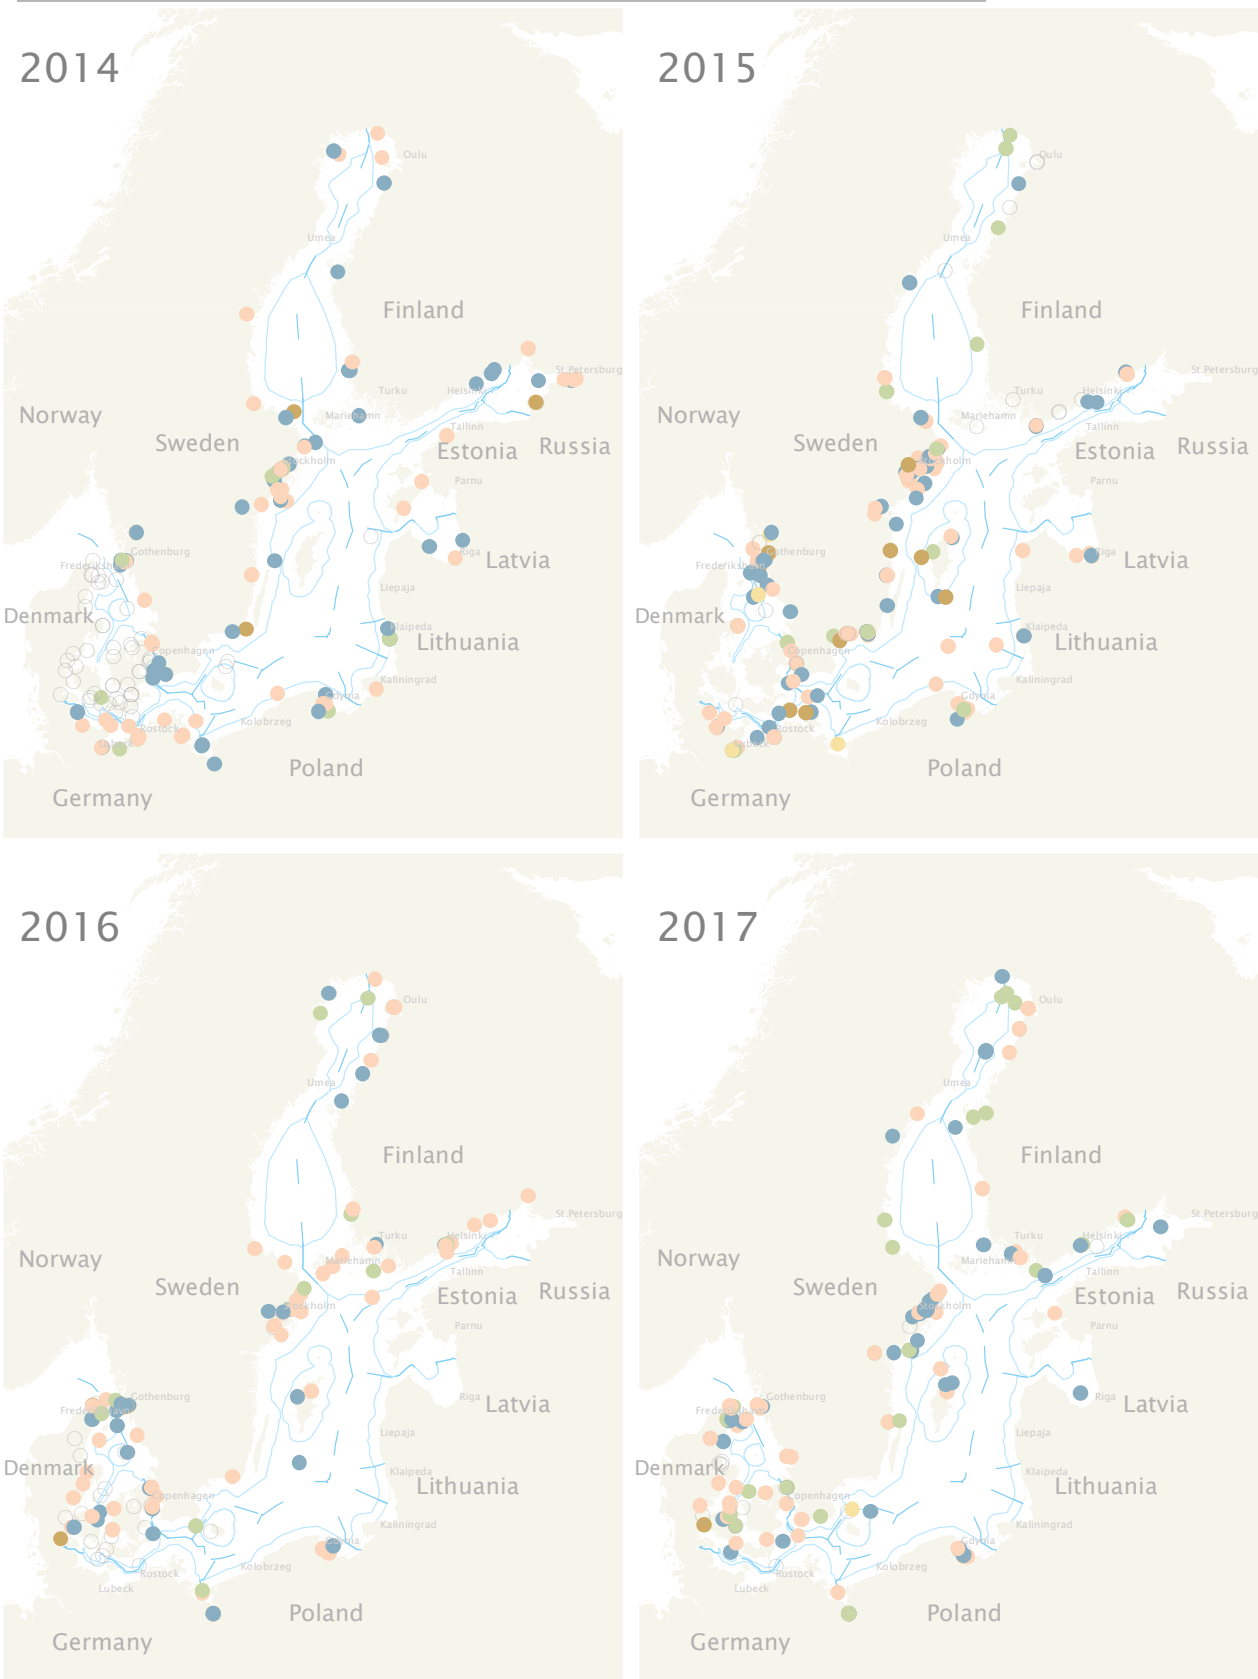 2014
Oulu
Umea
Finland
St.Petersburg
Turku
Helsinki
Norway
Mariehamn
Sweden
Tallinn
Estonia
Russia
Stockholm
Parnu
Gothenburg
Riga
Latvia
Frederikshavn
Liepaja
Denmark
Klaipeda
Lithuania
Copenhagen
Kaliningrad
Gdynia
Kolobrzeg
Rostock
Lubeck
Poland
Germany
2015
Oulu
Umea
Finland
St.Petersburg
Turku
Helsinki
Norway
Mariehamn
Sweden
Tallinn
Estonia
Russia
Stockholm
Parnu
Gothenburg
Riga
Latvia
Frederikshavn
Liepaja
Denmark
Klaipeda
Lithuania
Copenhagen
Kaliningrad
Gdynia
Kolobrzeg
Rostock
Lubeck
Poland
Germany
2016
Oulu
Umea
Finland
St.Petersburg
Turku
Helsinki
Norway
Mariehamn
Sweden
Tallinn
Estonia
Russia
Stockholm
Parnu
Gothenburg
Riga
Latvia
Frederikshavn
Liepaja
Denmark
Klaipeda
Lithuania
Copenhagen
Kaliningrad
Gdynia
Kolobrzeg
Rostock
Lubeck
Poland
Germany
2017
Oulu
Umea
Finland
St.Petersburg
Turku
Helsinki
Norway
Mariehamn
Sweden
Tallinn
Estonia
Russia
Stockholm
Parnu
Gothenburg
Riga
Latvia
Frederikshavn
Liepaja
Denmark
Klaipeda
Lithuania
Copenhagen
Kaliningrad
Gdynia
Kolobrzeg
Rostock
Lubeck
Poland
Germany